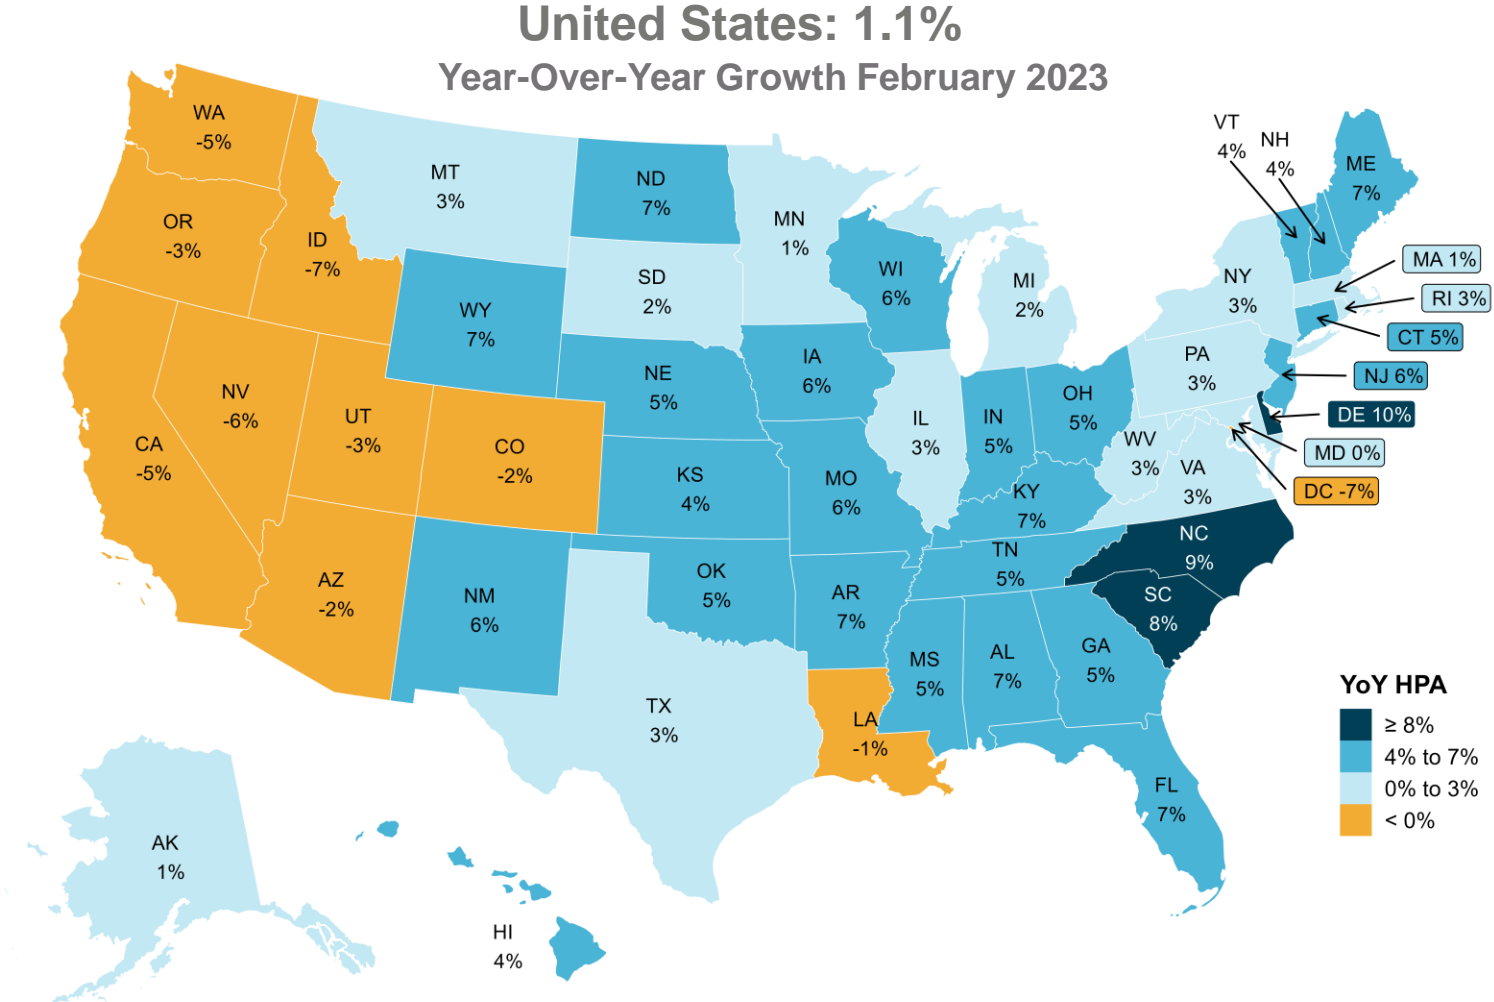 United States: 1.1%
Year-Over-Year Growth February 2023
WA
-5%
OR
-3%
ID
-7%
MT
3%
ND
7%
MN
1%
SD
2%
WI
6%
MI
2%
VT
4%
NH
4%
ME
7%
NY
3%
MA 1%
RI 3%
CT 5%
NJ 6%
DE 10%
MD 0%
DC -7%
WY
7%
NE
5%
IA
6%
PA
3%
CA
-5%
NV
-6%
UT
-3%
CO
-2%
KS
4%
MO
6%
IL
3%
IN
5%
OH
5%
WV
3%
VA
3%
KY
7%
AZ
-2%
NM
6%
OK
5%
AR
7%
TN
5%
NC
9%
SC
8%
TX
3%
LA
-1%
MS
5%
AL
7%
GA
5%
FL
7%
AK
1%
HI
4%
YoY HPA
≥ 8%
4% to 7%
0% to 3%
< 0%